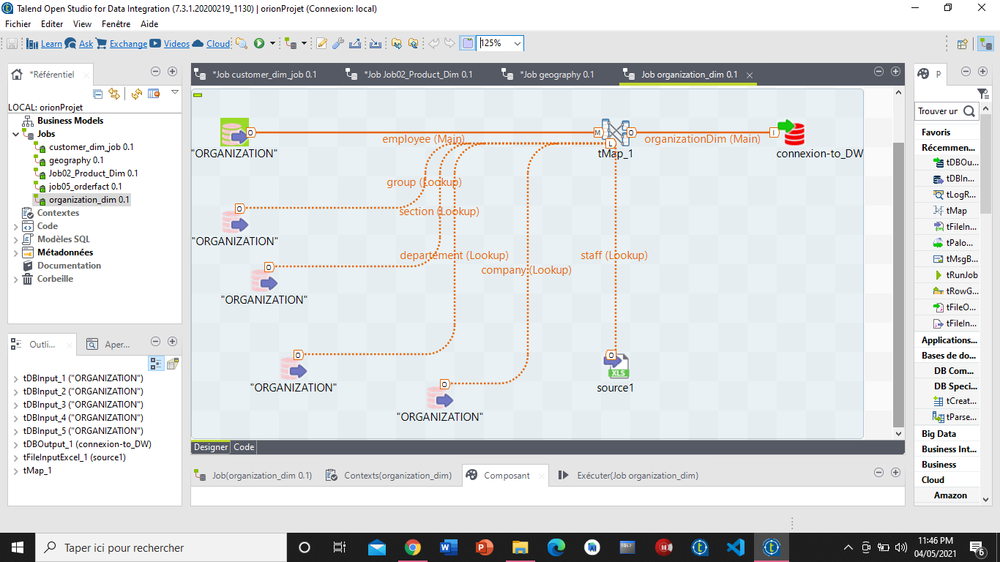 Talend Open Studio for Data Integration (7.3.1.20200219_1130) | orionProjet (Connexion: local)
Fichier Editer View Fenêtre Aide
Learn Ask Exchange Videos Cloud 125%
*Référentiel
LOCAL: orionProjet
Business Models
Jobs
customer_dim_job 0.1
geography 0.1
Job02_Product_Dim 0.1
job05_orderfact 0.1
organization_dim 0.1
Contextes
Code
Modèles SQL
Métadonnées
Documentation
Corbeille
Outli... Aper...
tDBInput_1 ("ORGANIZATION")
tDBInput_2 ("ORGANIZATION")
tDBInput_3 ("ORGANIZATION")
tDBInput_4 ("ORGANIZATION")
tDBInput_5 ("ORGANIZATION")
tDBOutput_1 (connexion-to_DW)
tFileInputExcel_1 (source1)
tMap_1
*Job customer_dim_job 0.1 *Job Job02_Product_Dim 0.1 *Job geography 0.1 Job organization_dim 0.1
O M O I
employee (Main) organizationDim (Main)
L
"ORGANIZATION" tMap_1 connexion-to_DW
group (Lookup)
O section (Lookup)
"ORGANIZATION"
departement (Lookup) staff (Lookup)
O company (Lookup)
"ORGANIZATION"
O O
XLS
"ORGANIZATION" O source1
"ORGANIZATION"
Designer Code
Job(organization_dim 0.1) Contexts(organization_dim) Composant Exécuter(Job organization_dim)
P
Trouver ur
Favoris
Récemmen...
tDBOu...
tDBIn...
tLogR...
tMap
tFileIn...
tPalo...
tMsgB...
tRunJob
tRowG...
tFileO...
tFileIn...
Applications...
Bases de do...
DB Com...
DB Speci...
tCreat...
tParse...
Big Data
Business Int...
Business
Cloud
Amazon
Taper ici pour rechercher
11:46 PM
04/05/2021
6